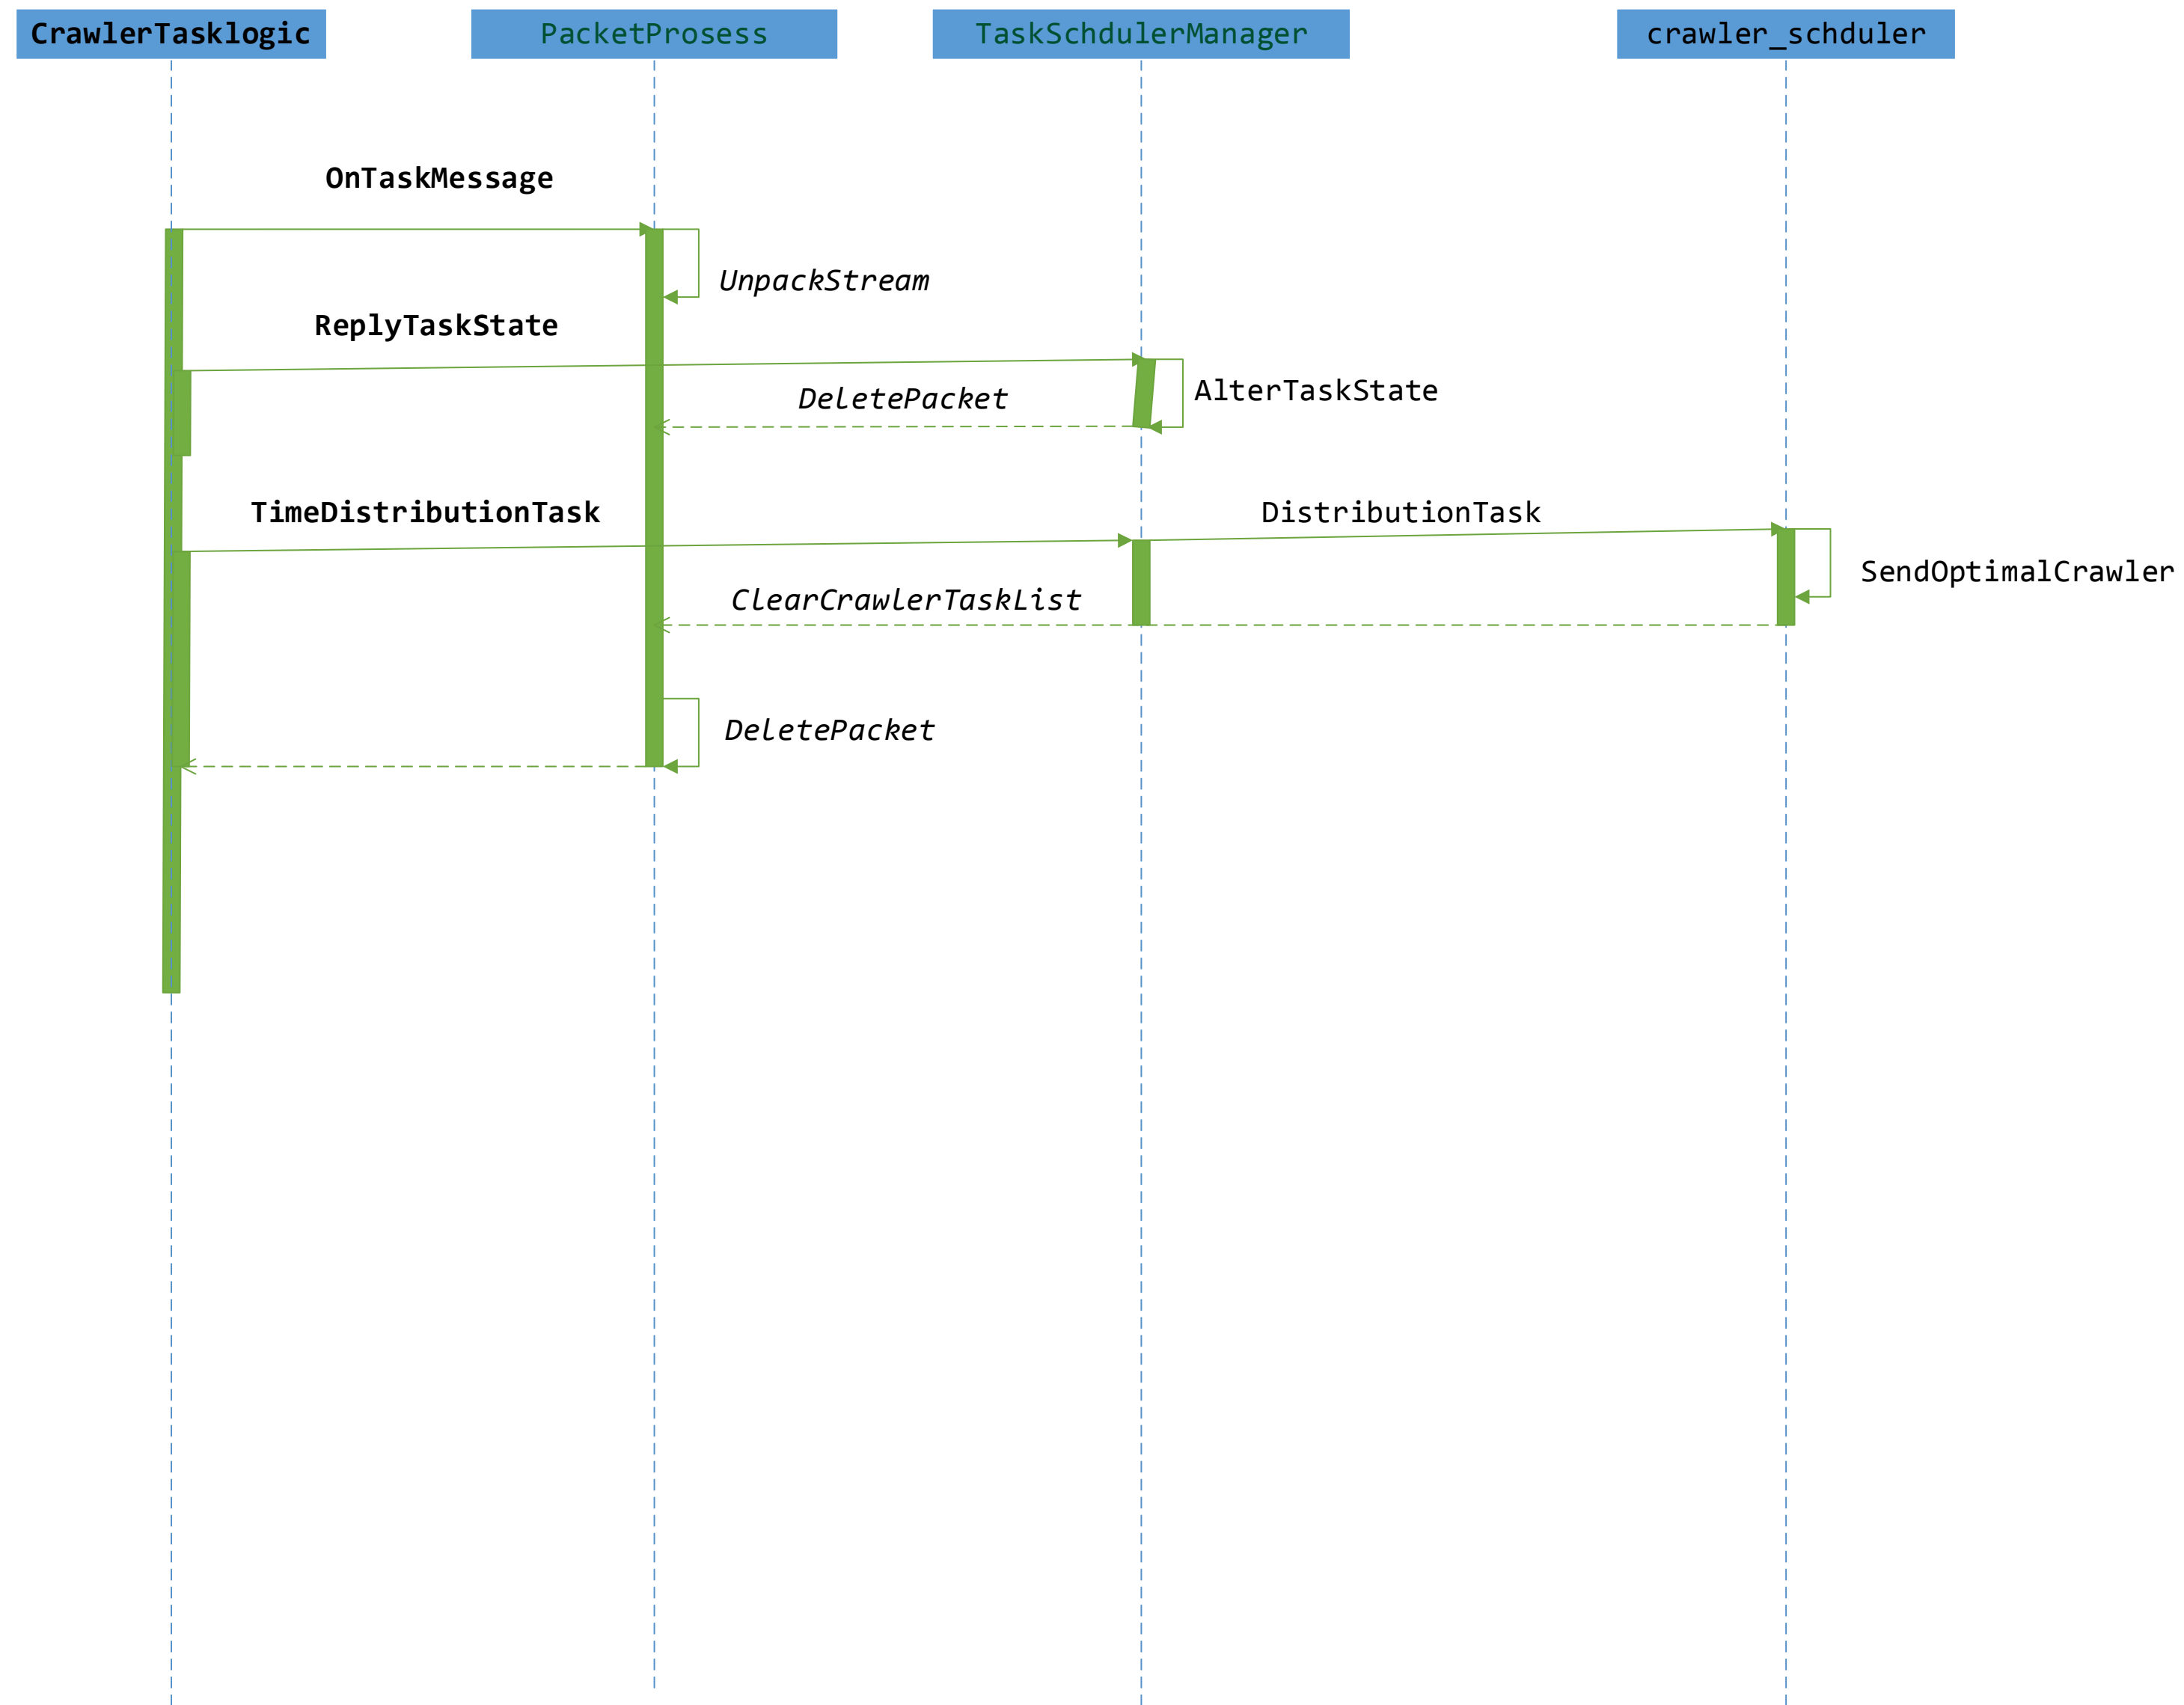 CrawlerTasklogic
PacketProsess
TaskSchdulerManager
crawler_schduler
OnTaskMessage
UnpackStream
ReplyTaskState
AlterTaskState
DeletePacket
TimeDistributionTask
DistributionTask
SendOptimalCrawler
ClearCrawlerTaskList
DeletePacket